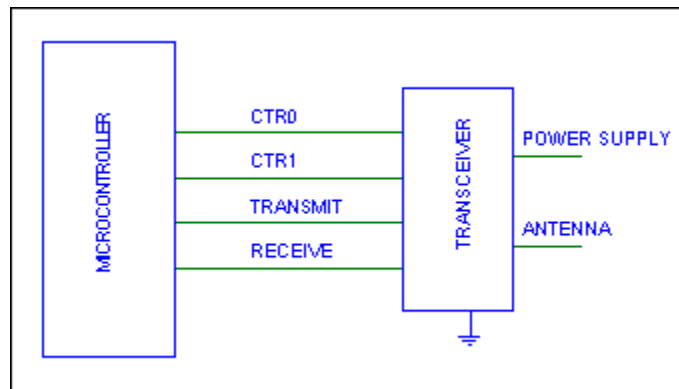 MICROCONTROLLER
CTR0
CTR1
TRANSMIT
RECEIVE
TRANSCEIVER
POWER SUPPLY
ANTENNA